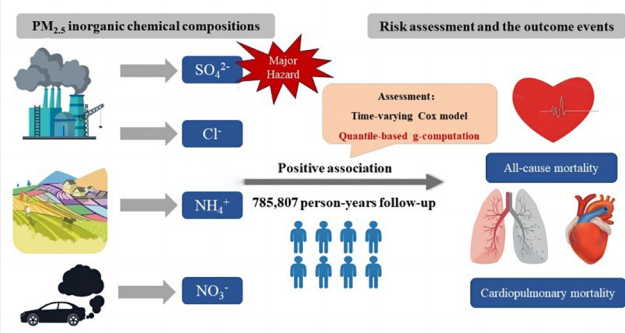 PM₂.₅ inorganic chemical compositions
Risk assessment and the outcome events
SO₄²⁻
Major
Hazard
Cl⁻
NH₄⁺
NO₃⁻
Assessment:
Time-varying Cox model
Quantile-based g-computation
Positive association
785,807 person-years follow-up
All-cause mortality
Cardiopulmonary mortality